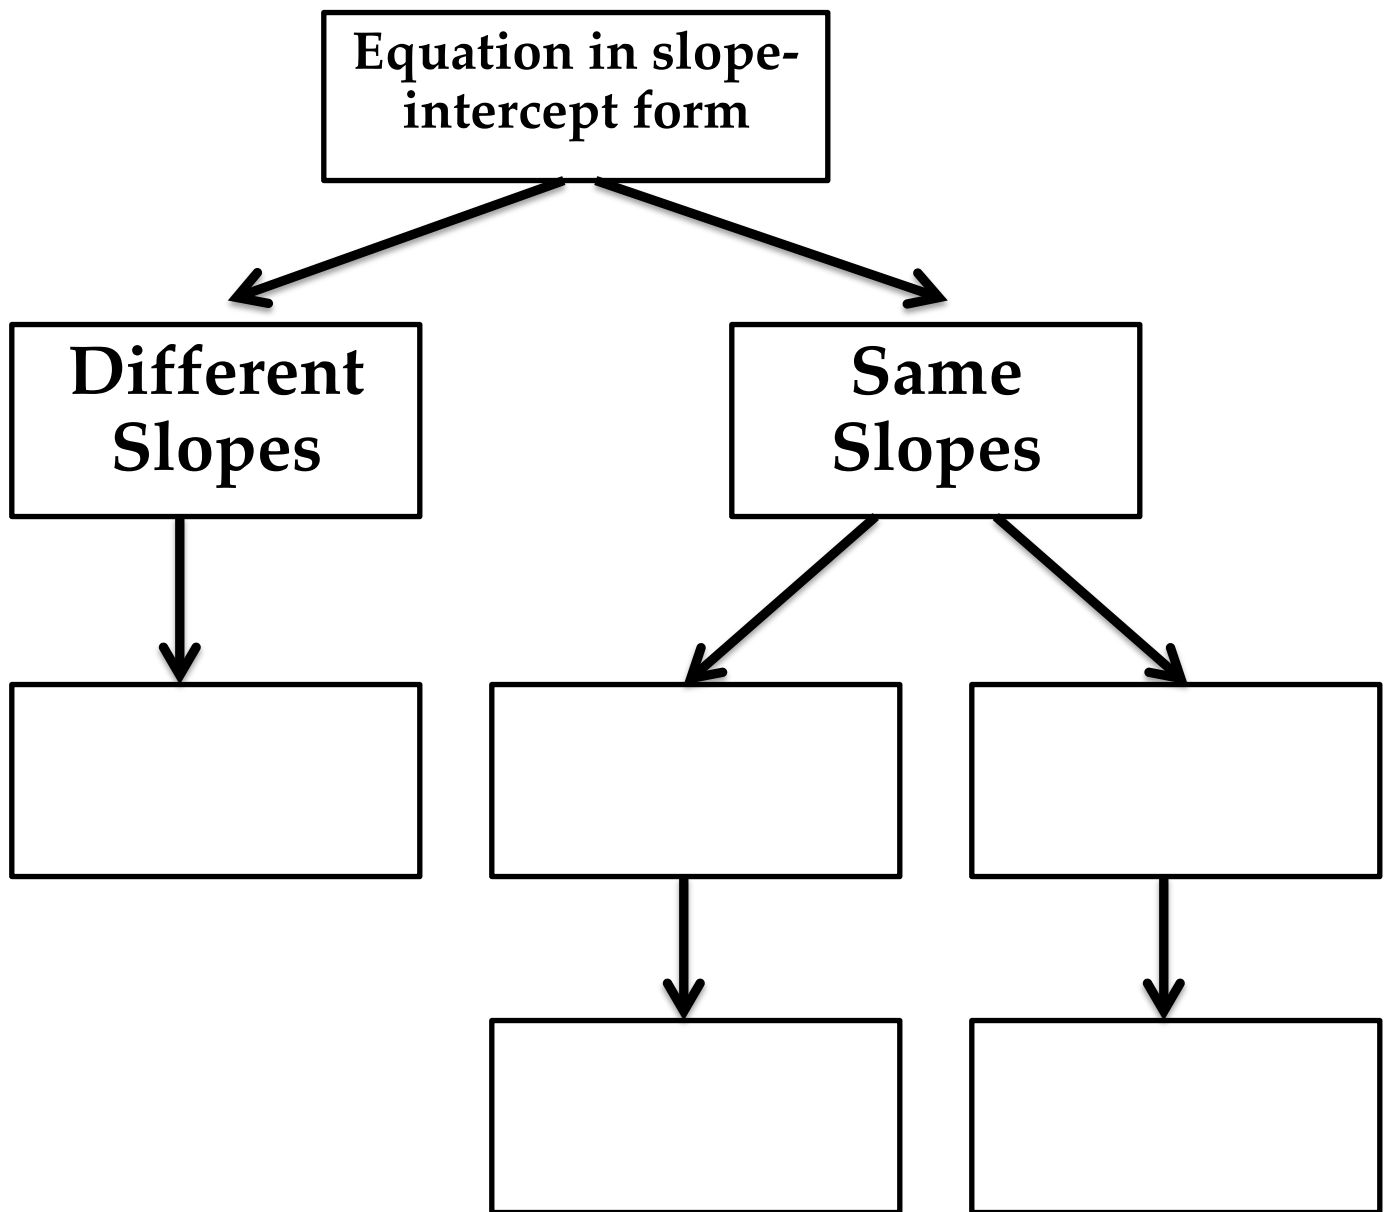 Equation in slope-
intercept form
Different
Slopes
Same
Slopes